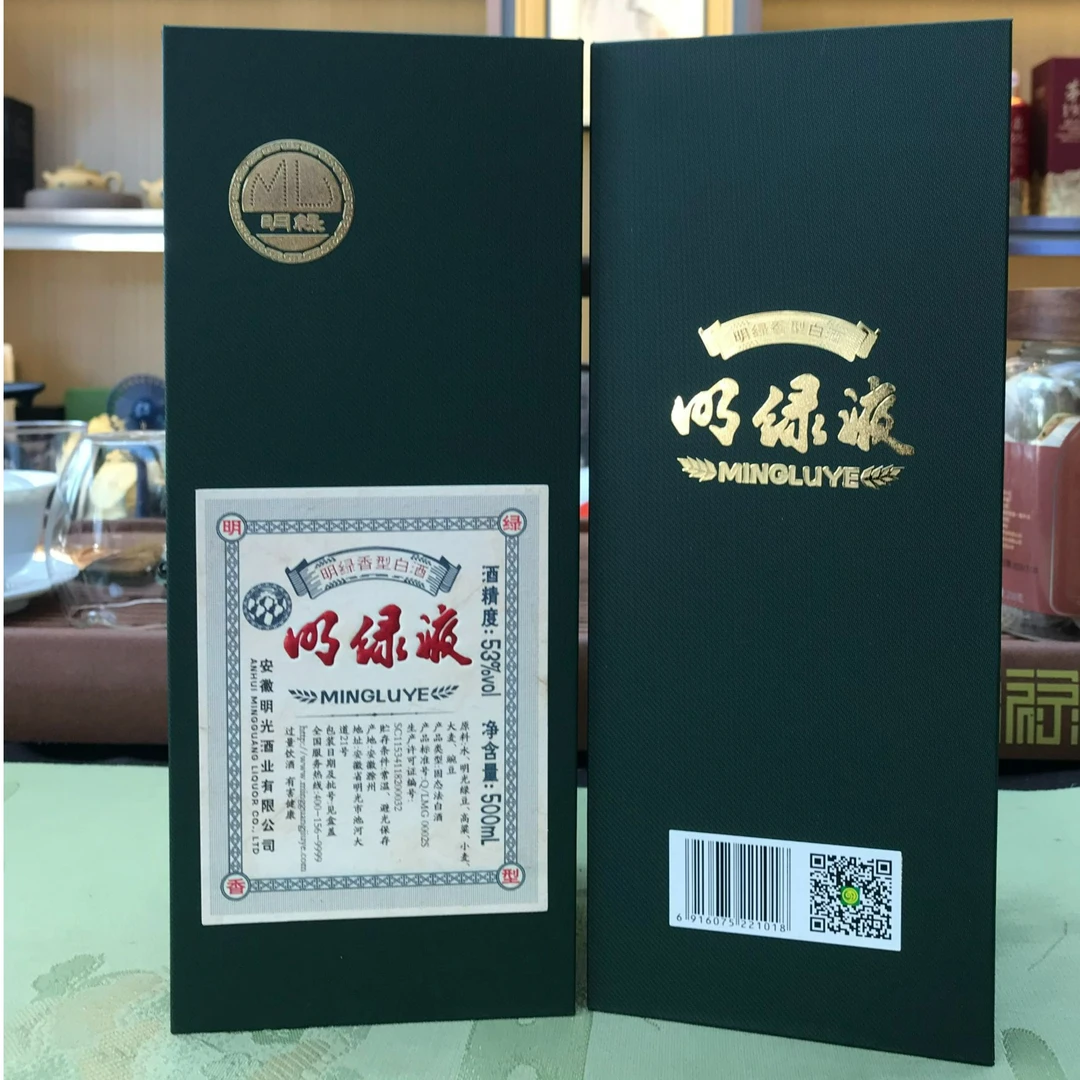 ML
明綠
明 绿
明绿香型白酒
明绿液
MINGLUYE
酒精度:53%vol 净含量:500mL
原料:水、明光绿豆、高粱、小麦、
大麦、豌豆
产品类型:固态法白酒
产品标准号:Q/LMG 0002S
生产许可证编号:
SC11534118200032
贮存条件:常温、避光保存
产地:安徽滁州
地址:安徽省明光市池河大
道21号
包装日期及批号:见盒盖
全国服务热线:400-156-9999
http://www.mingguangjiuye.com
过量饮酒 有害健康
安徽明光酒业有限公司
ANHUI MINGGUANG LIQUOR CO., LTD
香 型
明绿香型白酒
明绿液
MINGLUYE
6 916075 221018